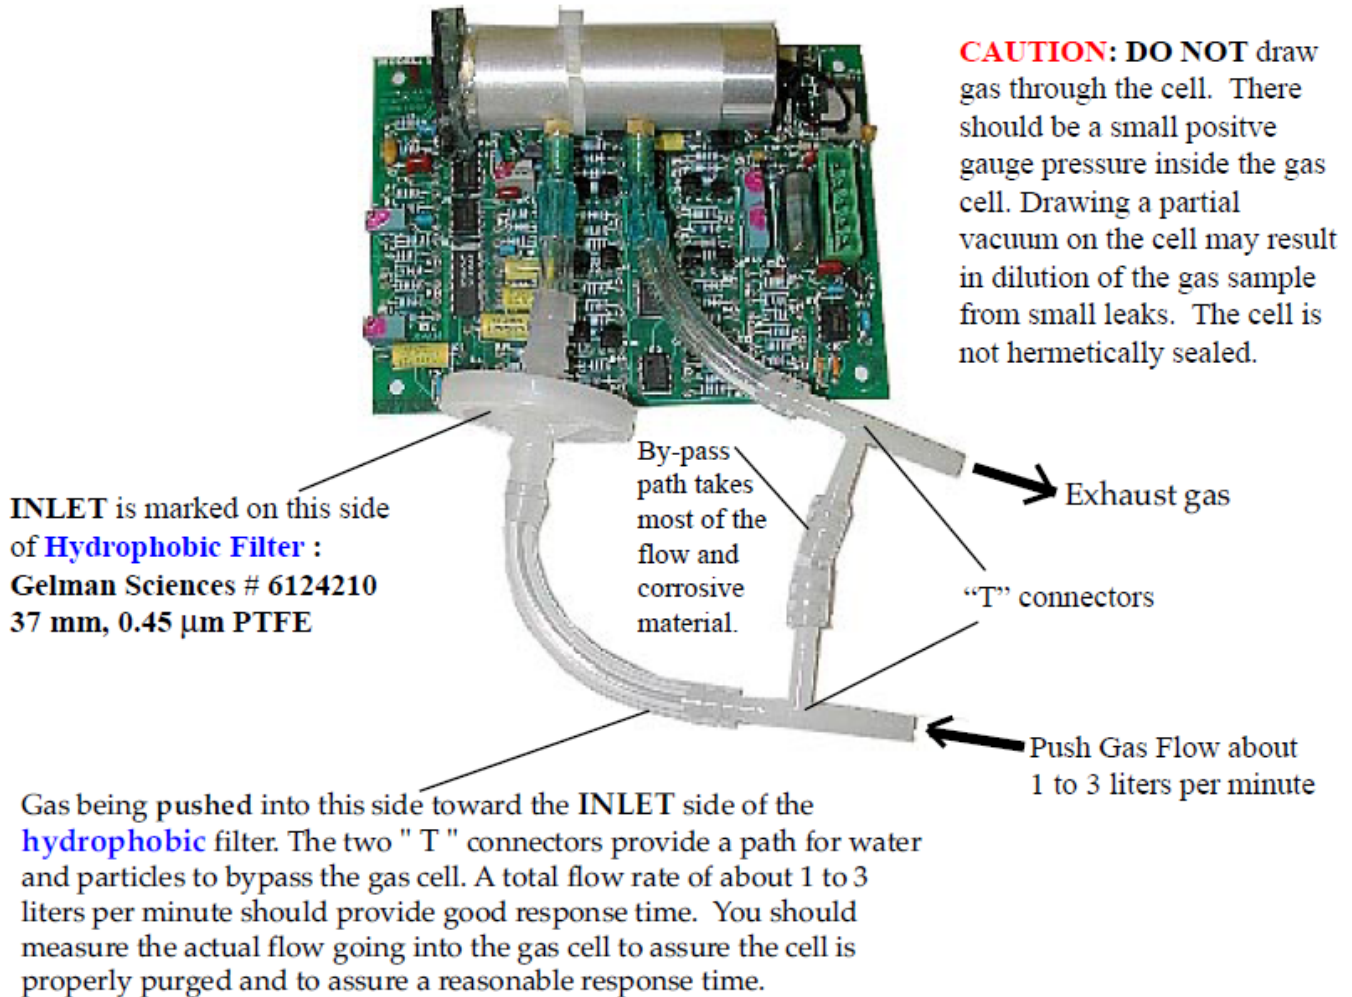 CAUTION: DO NOT draw
gas through the cell.  There
should be a small positve
gauge pressure inside the gas
cell. Drawing a partial
vacuum on the cell may result
in dilution of the gas sample
from small leaks.  The cell is
not hermetically sealed.
By-pass
path takes
most of the
flow and
corrosive
material.
Exhaust gas
INLET is marked on this side
of Hydrophobic Filter :
Gelman Sciences # 6124210
37 mm, 0.45 µm PTFE
“T” connectors
Push Gas Flow about
1 to 3 liters per minute
Gas being pushed into this side toward the INLET side of the
hydrophobic filter. The two " T " connectors provide a path for water
and particles to bypass the gas cell. A total flow rate of about 1 to 3
liters per minute should provide good response time.  You should
measure the actual flow going into the gas cell to assure the cell is
properly purged and to assure a reasonable response time.